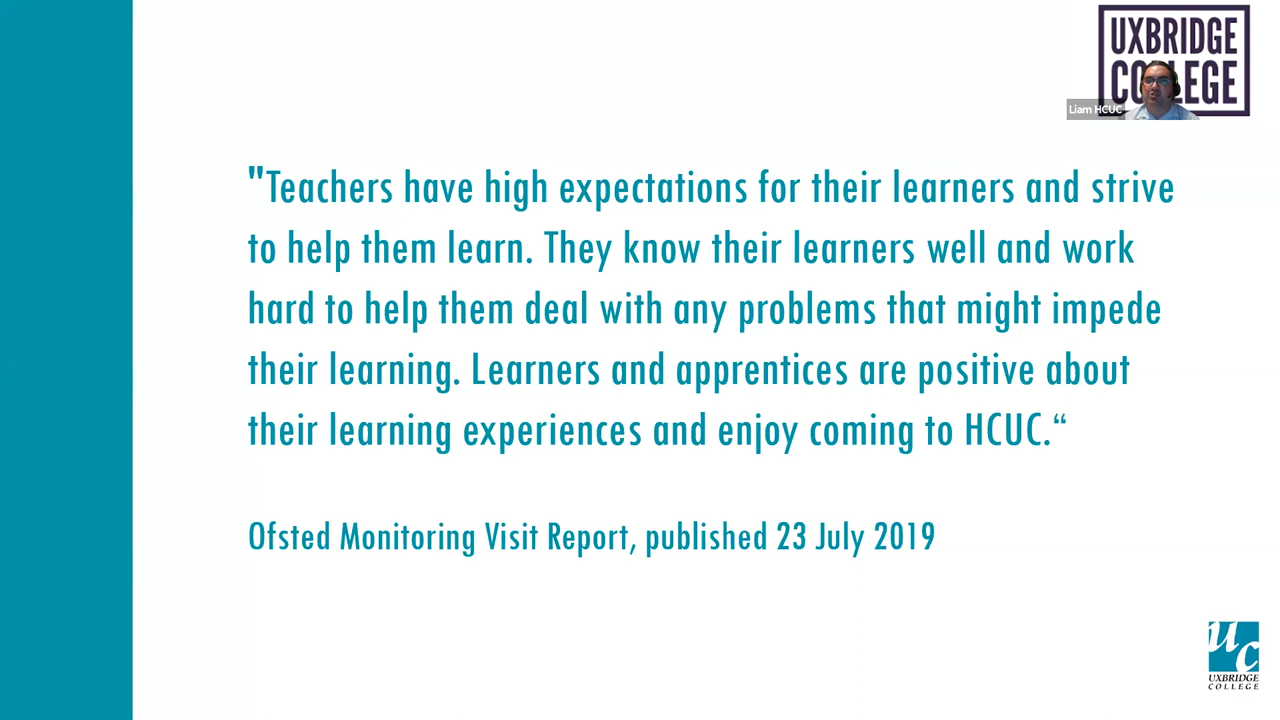 UXBRIDGE
COLLEGE
Liam HCUC
"Teachers have high expectations for their learners and strive
to help them learn. They know their learners well and work
hard to help them deal with any problems that might impede
their learning. Learners and apprentices are positive about
their learning experiences and enjoy coming to HCUC.“
Ofsted Monitoring Visit Report, published 23 July 2019
uc
UXBRIDGE
COLLEGE